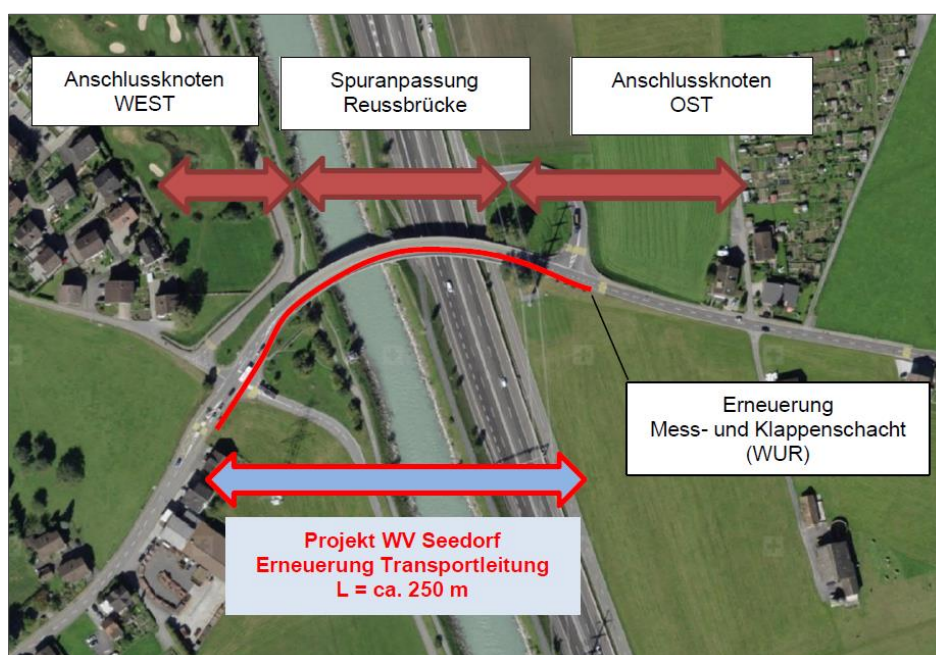 Anschlussknoten
WEST
Spuranpassung
Reussbrücke
Anschlussknoten
OST
Erneuerung
Mess- und Klappenschacht
(WUR)
Projekt WV Seedorf
Erneuerung Transportleitung
L = ca. 250 m